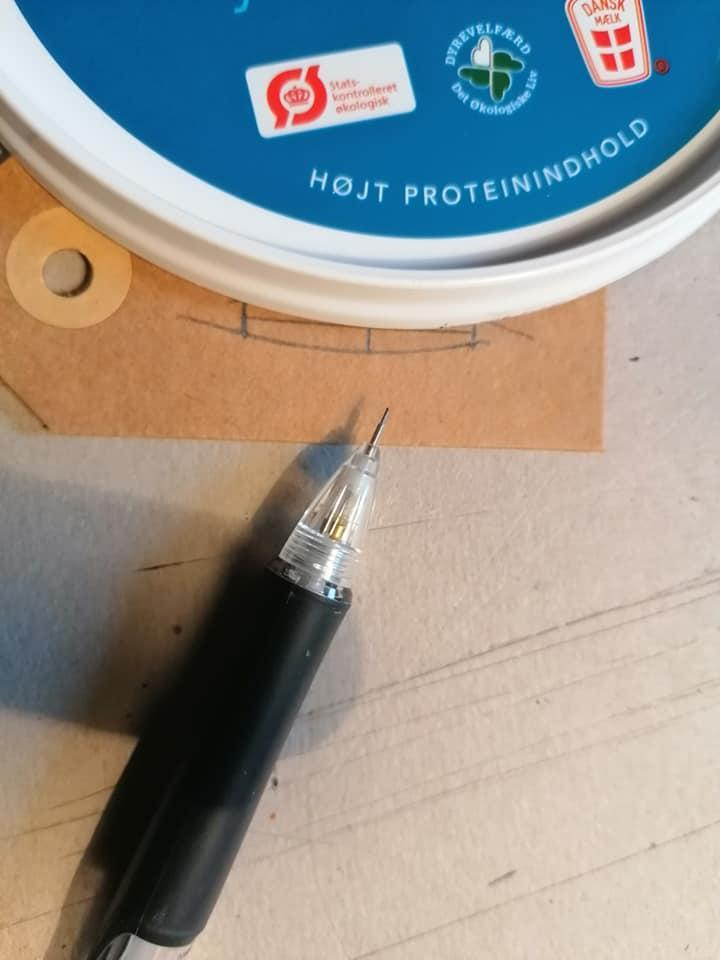 Stats-
kontrolleret
økologisk
DYREVELFÆRD
Det Økologiske Liv
DANSK
MÆLK
HØJT PROTEININDHOLD